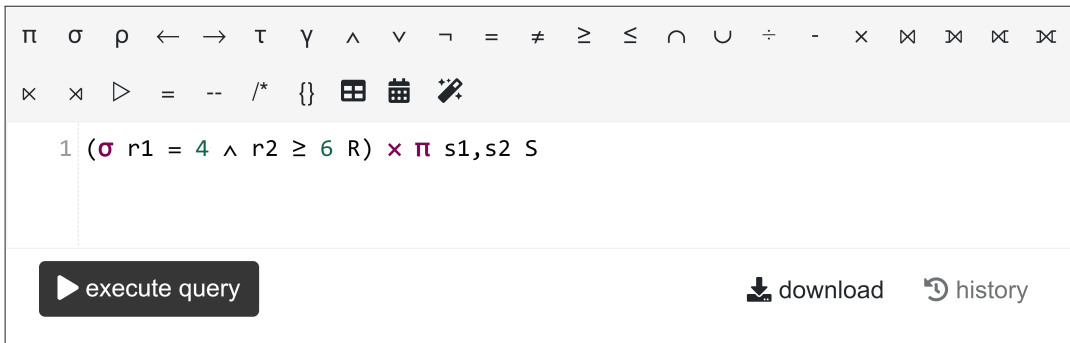 π σ ρ ← → τ γ ∧ ∨ ¬ = ≠ ≥ ≤ ∩ ∪ ÷ - × ⨝ ⟕ ⟖ ⟗
⋉ ⋊ ▷ = -- /* {}
1 (σ r1 = 4 ∧ r2 ≥ 6 R) × π s1,s2 S
execute query download history